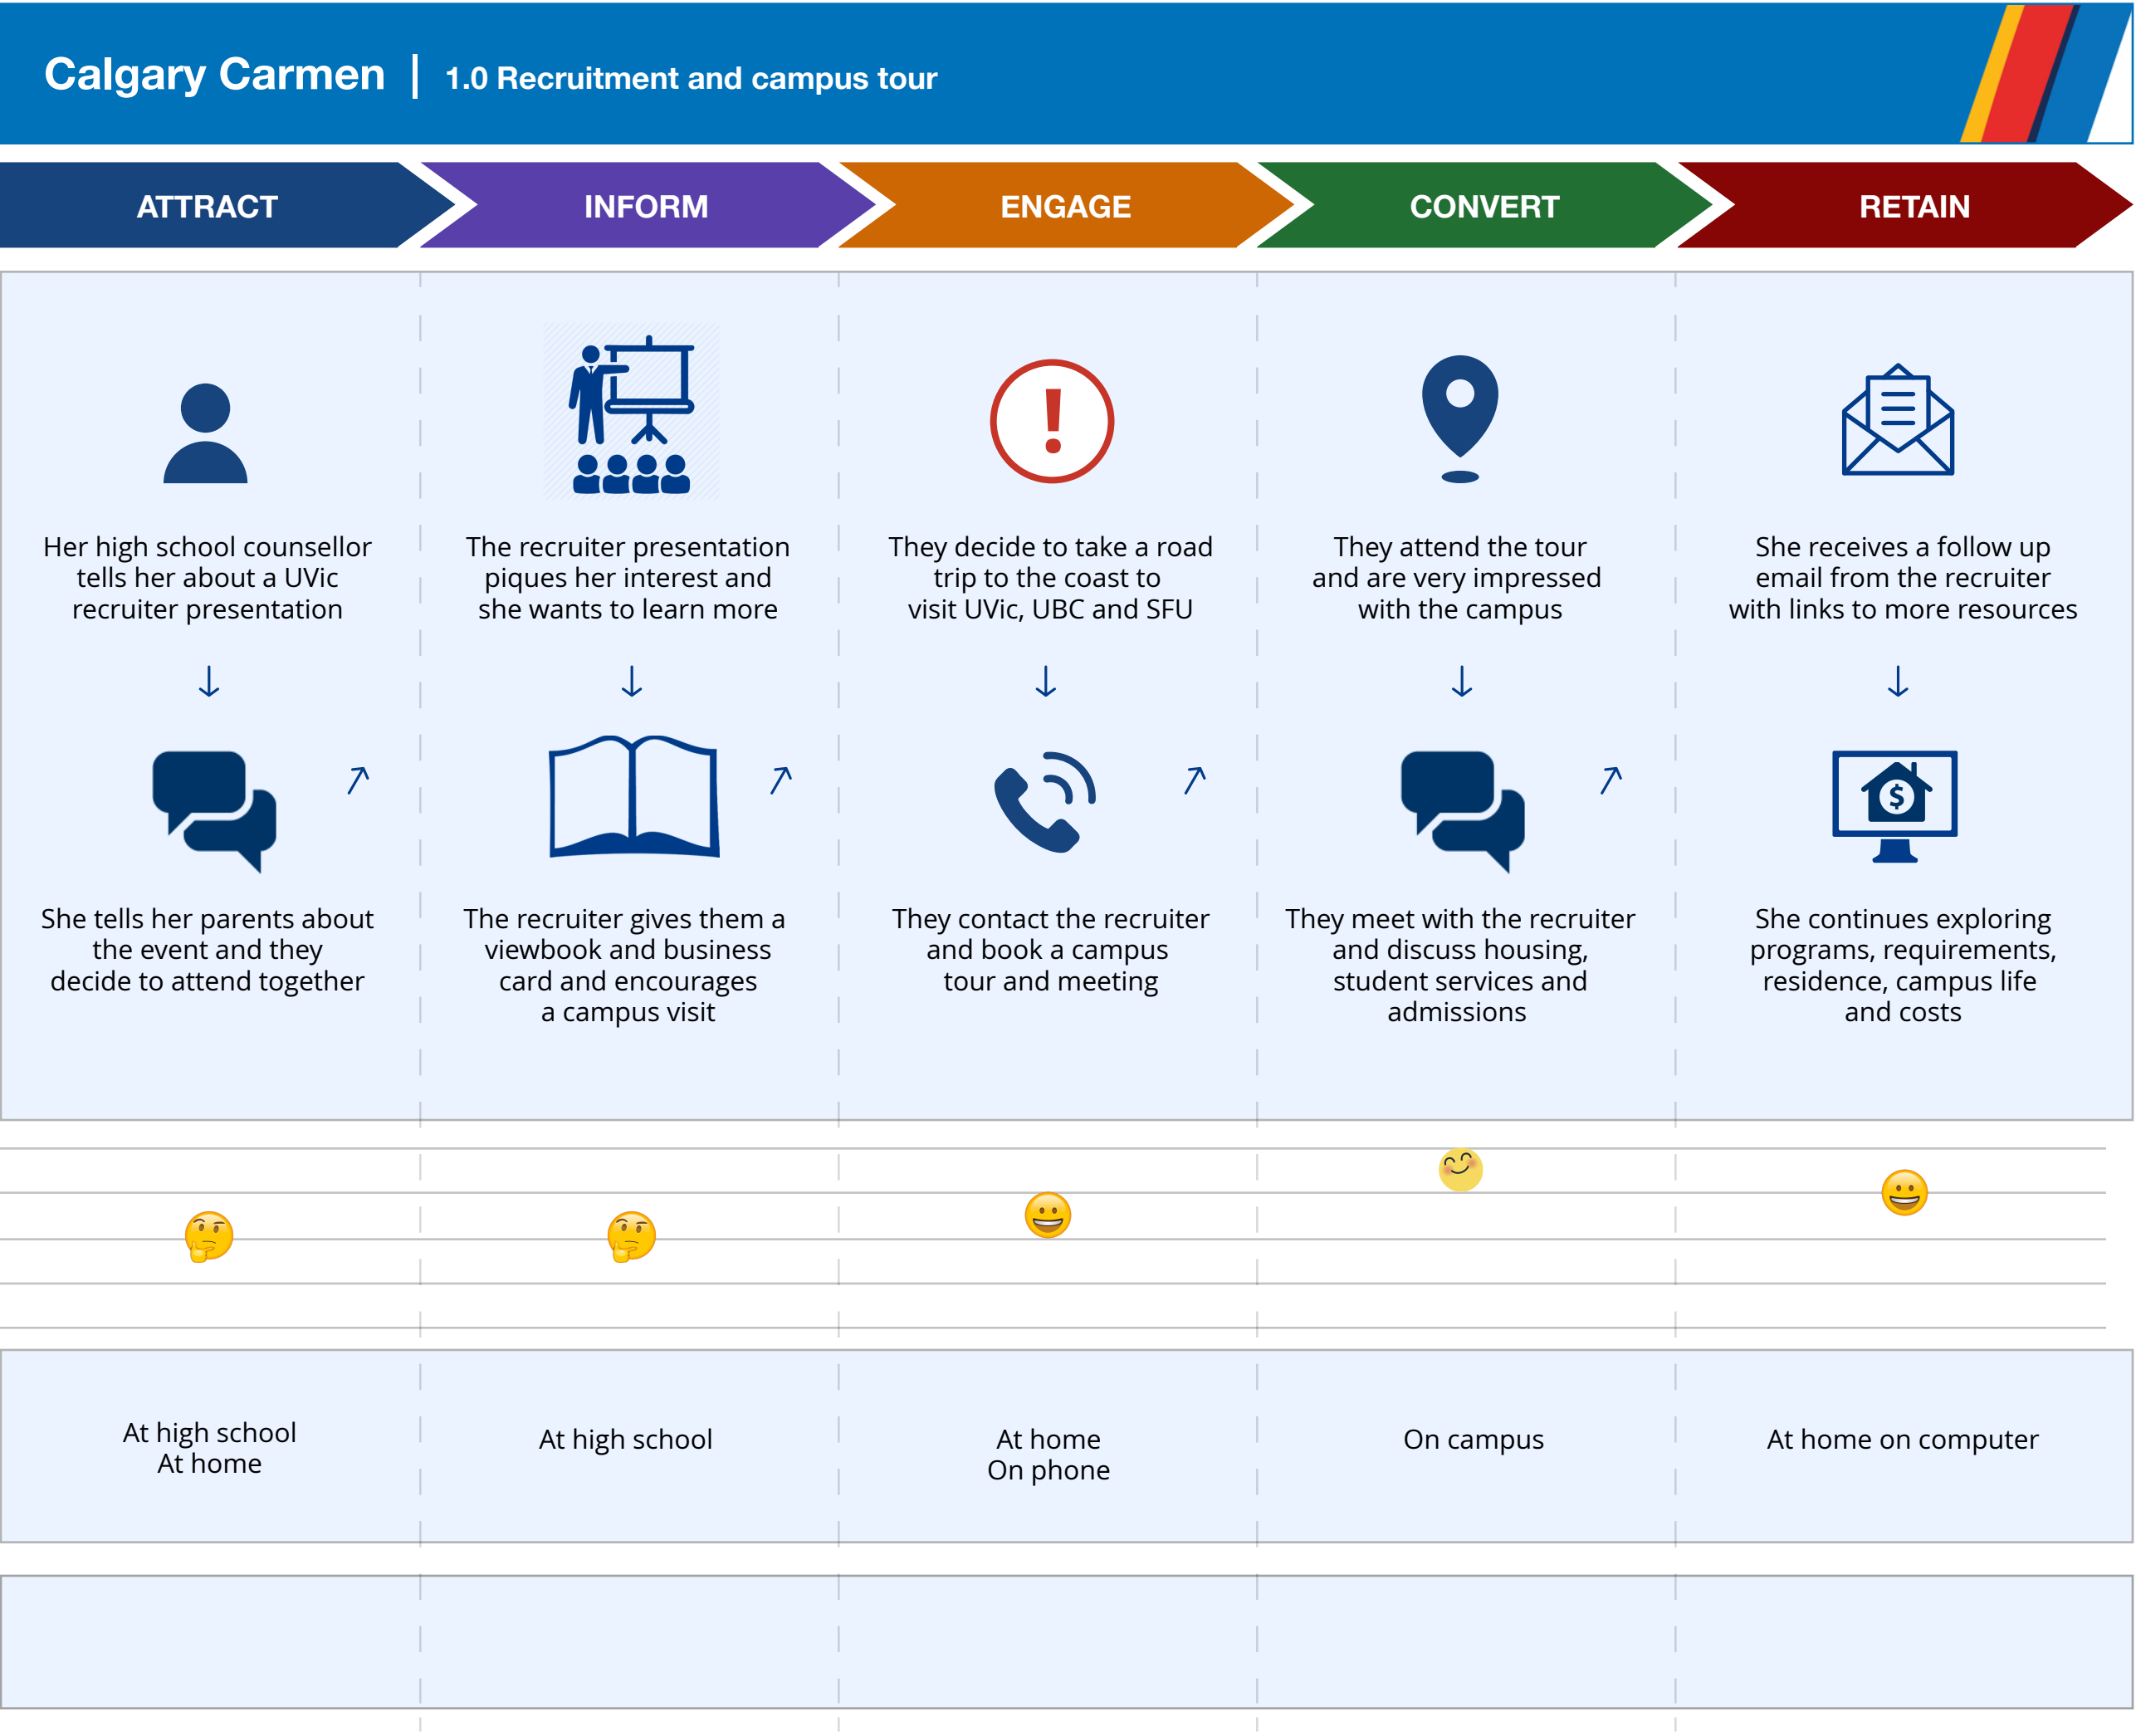 Calgary Carmen | 1.0 Recruitment and campus tour
ATTRACT
INFORM
ENGAGE
CONVERT
RETAIN
Her high school counsellor
tells her about a UVic
recruiter presentation
The recruiter presentation
piques her interest and
she wants to learn more
They decide to take a road
trip to the coast to
visit UVic, UBC and SFU
They attend the tour
and are very impressed
with the campus
She receives a follow up
email from the recruiter
with links to more resources
She tells her parents about
the event and they
decide to attend together
The recruiter gives them a
viewbook and business
card and encourages
a campus visit
They contact the recruiter
and book a campus
tour and meeting
They meet with the recruiter
and discuss housing,
student services and
admissions
She continues exploring
programs, requirements,
residence, campus life
and costs
At high school
At home
At high school
At home
On phone
On campus
At home on computer